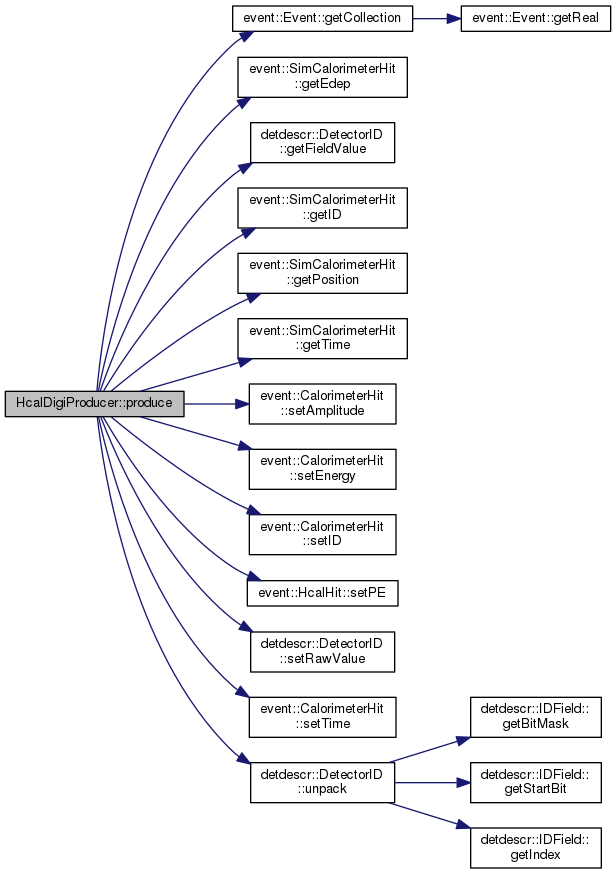 event::Event::getCollection
event::Event::getReal
event::SimCalorimeterHit
::getEdep
detdescr::DetectorID
::getFieldValue
event::SimCalorimeterHit
::getID
event::SimCalorimeterHit
::getPosition
event::SimCalorimeterHit
::getTime
HcalDigiProducer::produce
event::CalorimeterHit
::setAmplitude
event::CalorimeterHit
::setEnergy
event::CalorimeterHit
::setID
event::HcalHit::setPE
detdescr::DetectorID
::setRawValue
event::CalorimeterHit
::setTime
detdescr::DetectorID
::unpack
detdescr::IDField::
getBitMask
detdescr::IDField::
getStartBit
detdescr::IDField::
getIndex